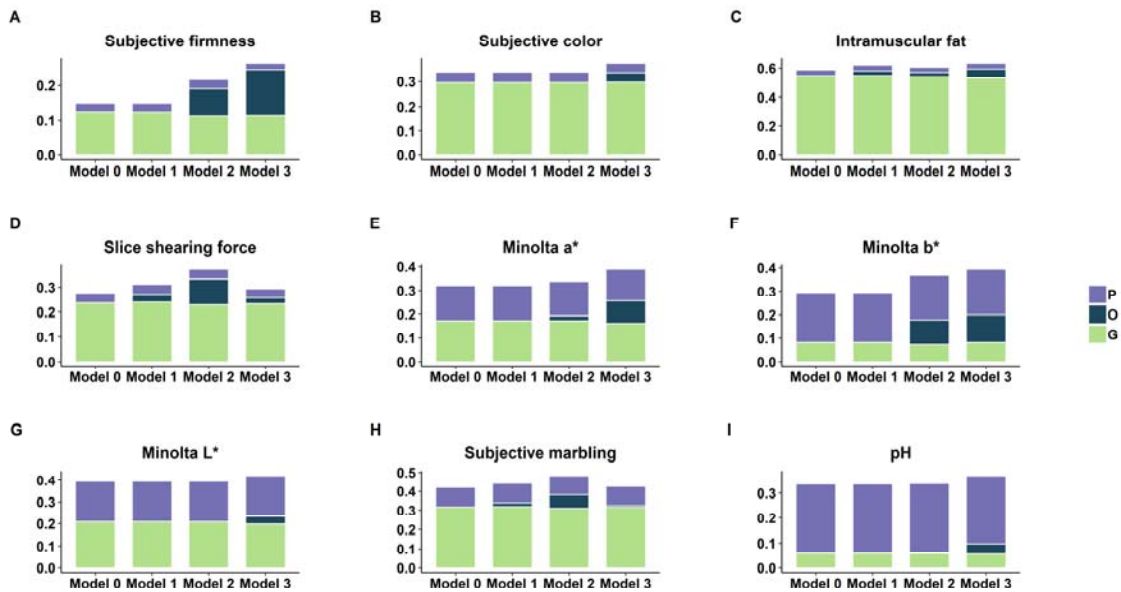 A
Subjective firmness
0.2
0.1
0.0
Model 0 Model 1 Model 2 Model 3
B
Subjective color
0.3
0.2
0.1
0.0
Model 0 Model 1 Model 2 Model 3
C
Intramuscular fat
0.6
0.4
0.2
0.0
Model 0 Model 1 Model 2 Model 3
D
Slice shearing force
0.3
0.2
0.1
0.0
Model 0 Model 1 Model 2 Model 3
E
Minolta a*
0.4
0.3
0.2
0.1
0.0
Model 0 Model 1 Model 2 Model 3
F
Minolta b*
0.4
0.3
0.2
0.1
0.0
Model 0 Model 1 Model 2 Model 3
P
O
G
G
Minolta L*
0.4
0.3
0.2
0.1
0.0
Model 0 Model 1 Model 2 Model 3
H
Subjective marbling
0.5
0.4
0.3
0.2
0.1
0.0
Model 0 Model 1 Model 2 Model 3
I
pH
0.3
0.2
0.1
0.0
Model 0 Model 1 Model 2 Model 3